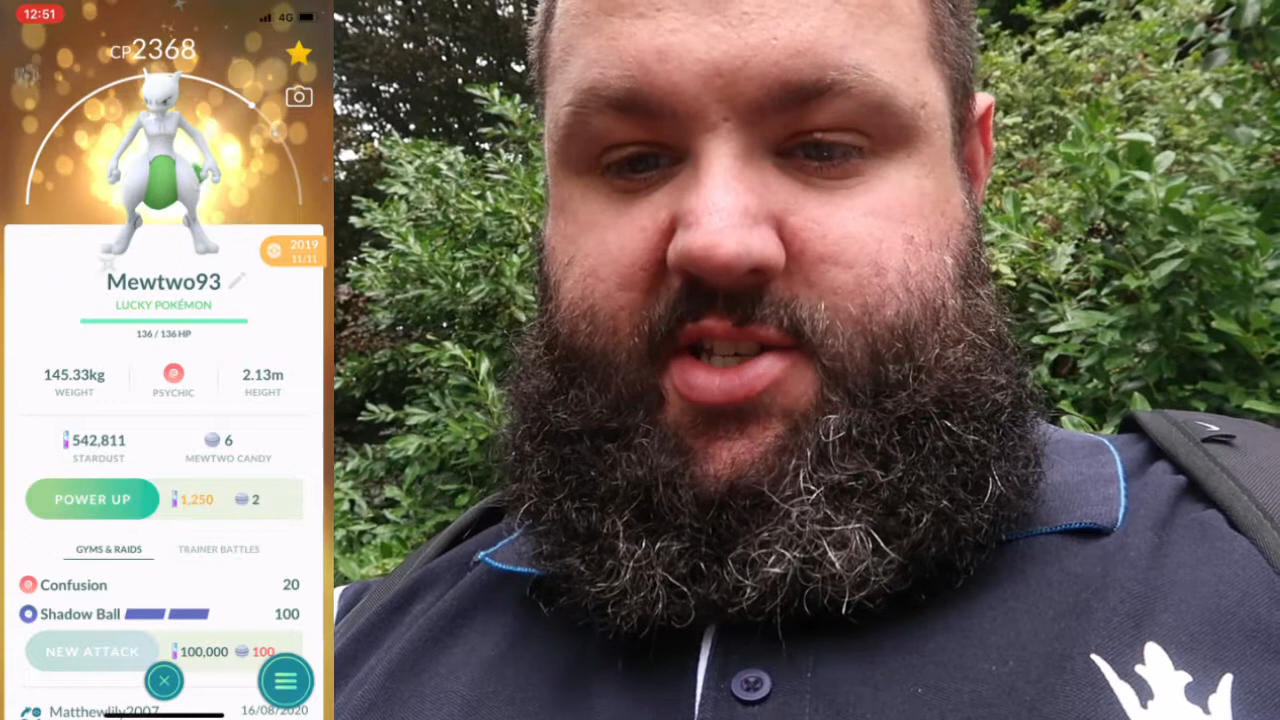 12:51
4G
CP2368
2019
11/11
Mewtwo93
LUCKY POKÉMON
136 / 136 HP
145.33kg
WEIGHT
PSYCHIC
2.13m
HEIGHT
542,811
STARDUST
6
MEWTWO CANDY
POWER UP
1,250
2
GYMS & RAIDS
TRAINER BATTLES
Confusion 20
Shadow Ball 100
NEW ATTACK
100,000
100
Matthewlily2007
16/08/2020